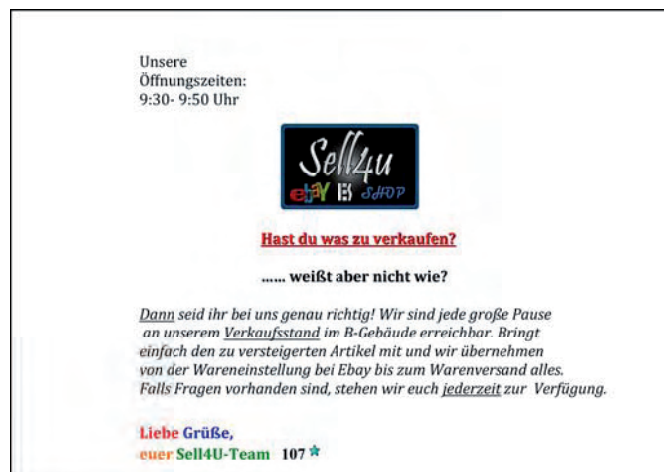 Unsere
Öffnungszeiten:
9:30- 9:50 Uhr
Sell4u
ebay ES SHOP
Hast du was zu verkaufen?
...... weißt aber nicht wie?
Dann seid ihr bei uns genau richtig! Wir sind jede große Pause
an unserem Verkaufsstand im B-Gebäude erreichbar. Bringt
einfach den zu versteigerten Artikel mit und wir übernehmen
von der Wareneinstellung bei Ebay bis zum Warenversand alles.
Falls Fragen vorhanden sind, stehen wir euch jederzeit zur Verfügung.
Liebe Grüße,
euer Sell4U-Team 107